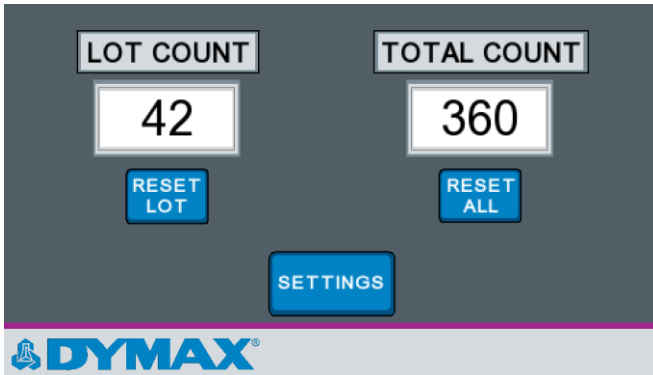 LOT COUNT
TOTAL COUNT
42
360
RESET
LOT
RESET
ALL
SETTINGS
DYMAX®